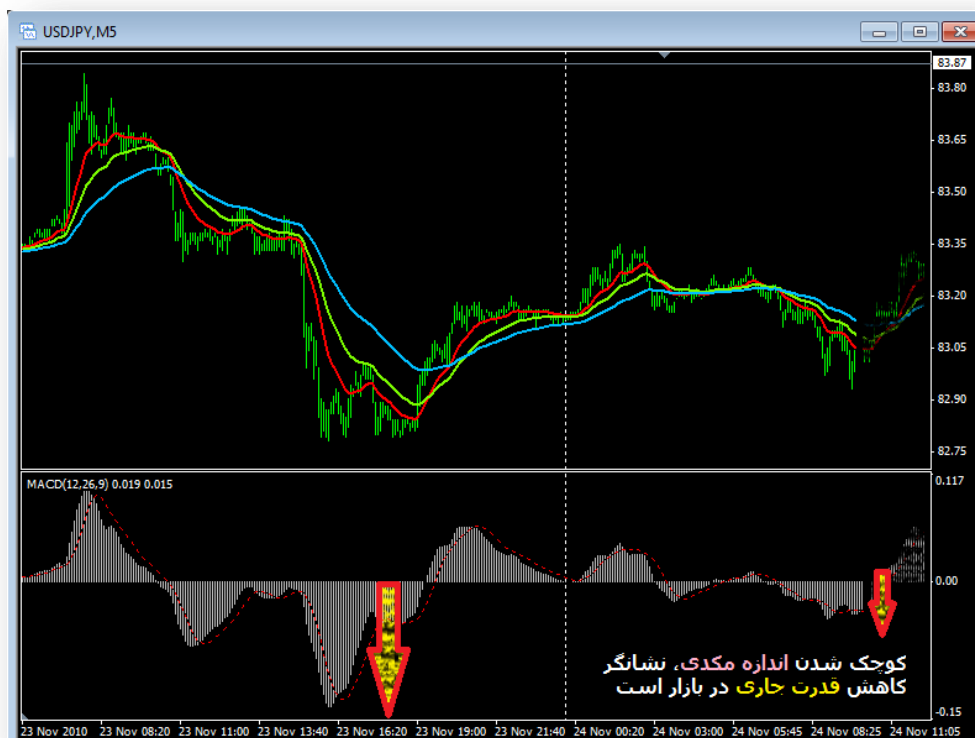 USDJPY,M5
83.87
83.80
83.65
83.50
83.35
83.20
83.05
82.90
82.75
MACD(12,26,9) 0.019 0.015
0.117
0.00
کوچک شدن اندازه مکدی، نشانگر
کاهش قدرت جاری در بازار است
-0.15
23 Nov 2010 23 Nov 08:20 23 Nov 11:00 23 Nov 13:40 23 Nov 16:20 23 Nov 19:00 23 Nov 21:40 24 Nov 00:20 24 Nov 03:00 24 Nov 05:45 24 Nov 08:25 24 Nov 11:05